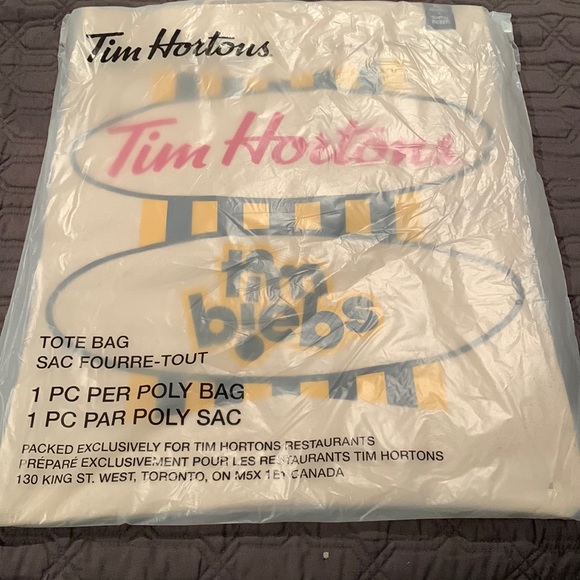 Tim Hortons
Tim Hortons
tim
biebs
TOTE BAG
SAC FOURRE-TOUT
1 PC PER POLY BAG
1 PC PAR POLY SAC
PACKED EXCLUSIVELY FOR TIM HORTONS RESTAURANTS
PRÉPARÉ EXCLUSIVEMENT POUR LES RESTAURANTS TIM HORTONS
130 KING ST. WEST, TORONTO, ON M5X 1E1 CANADA